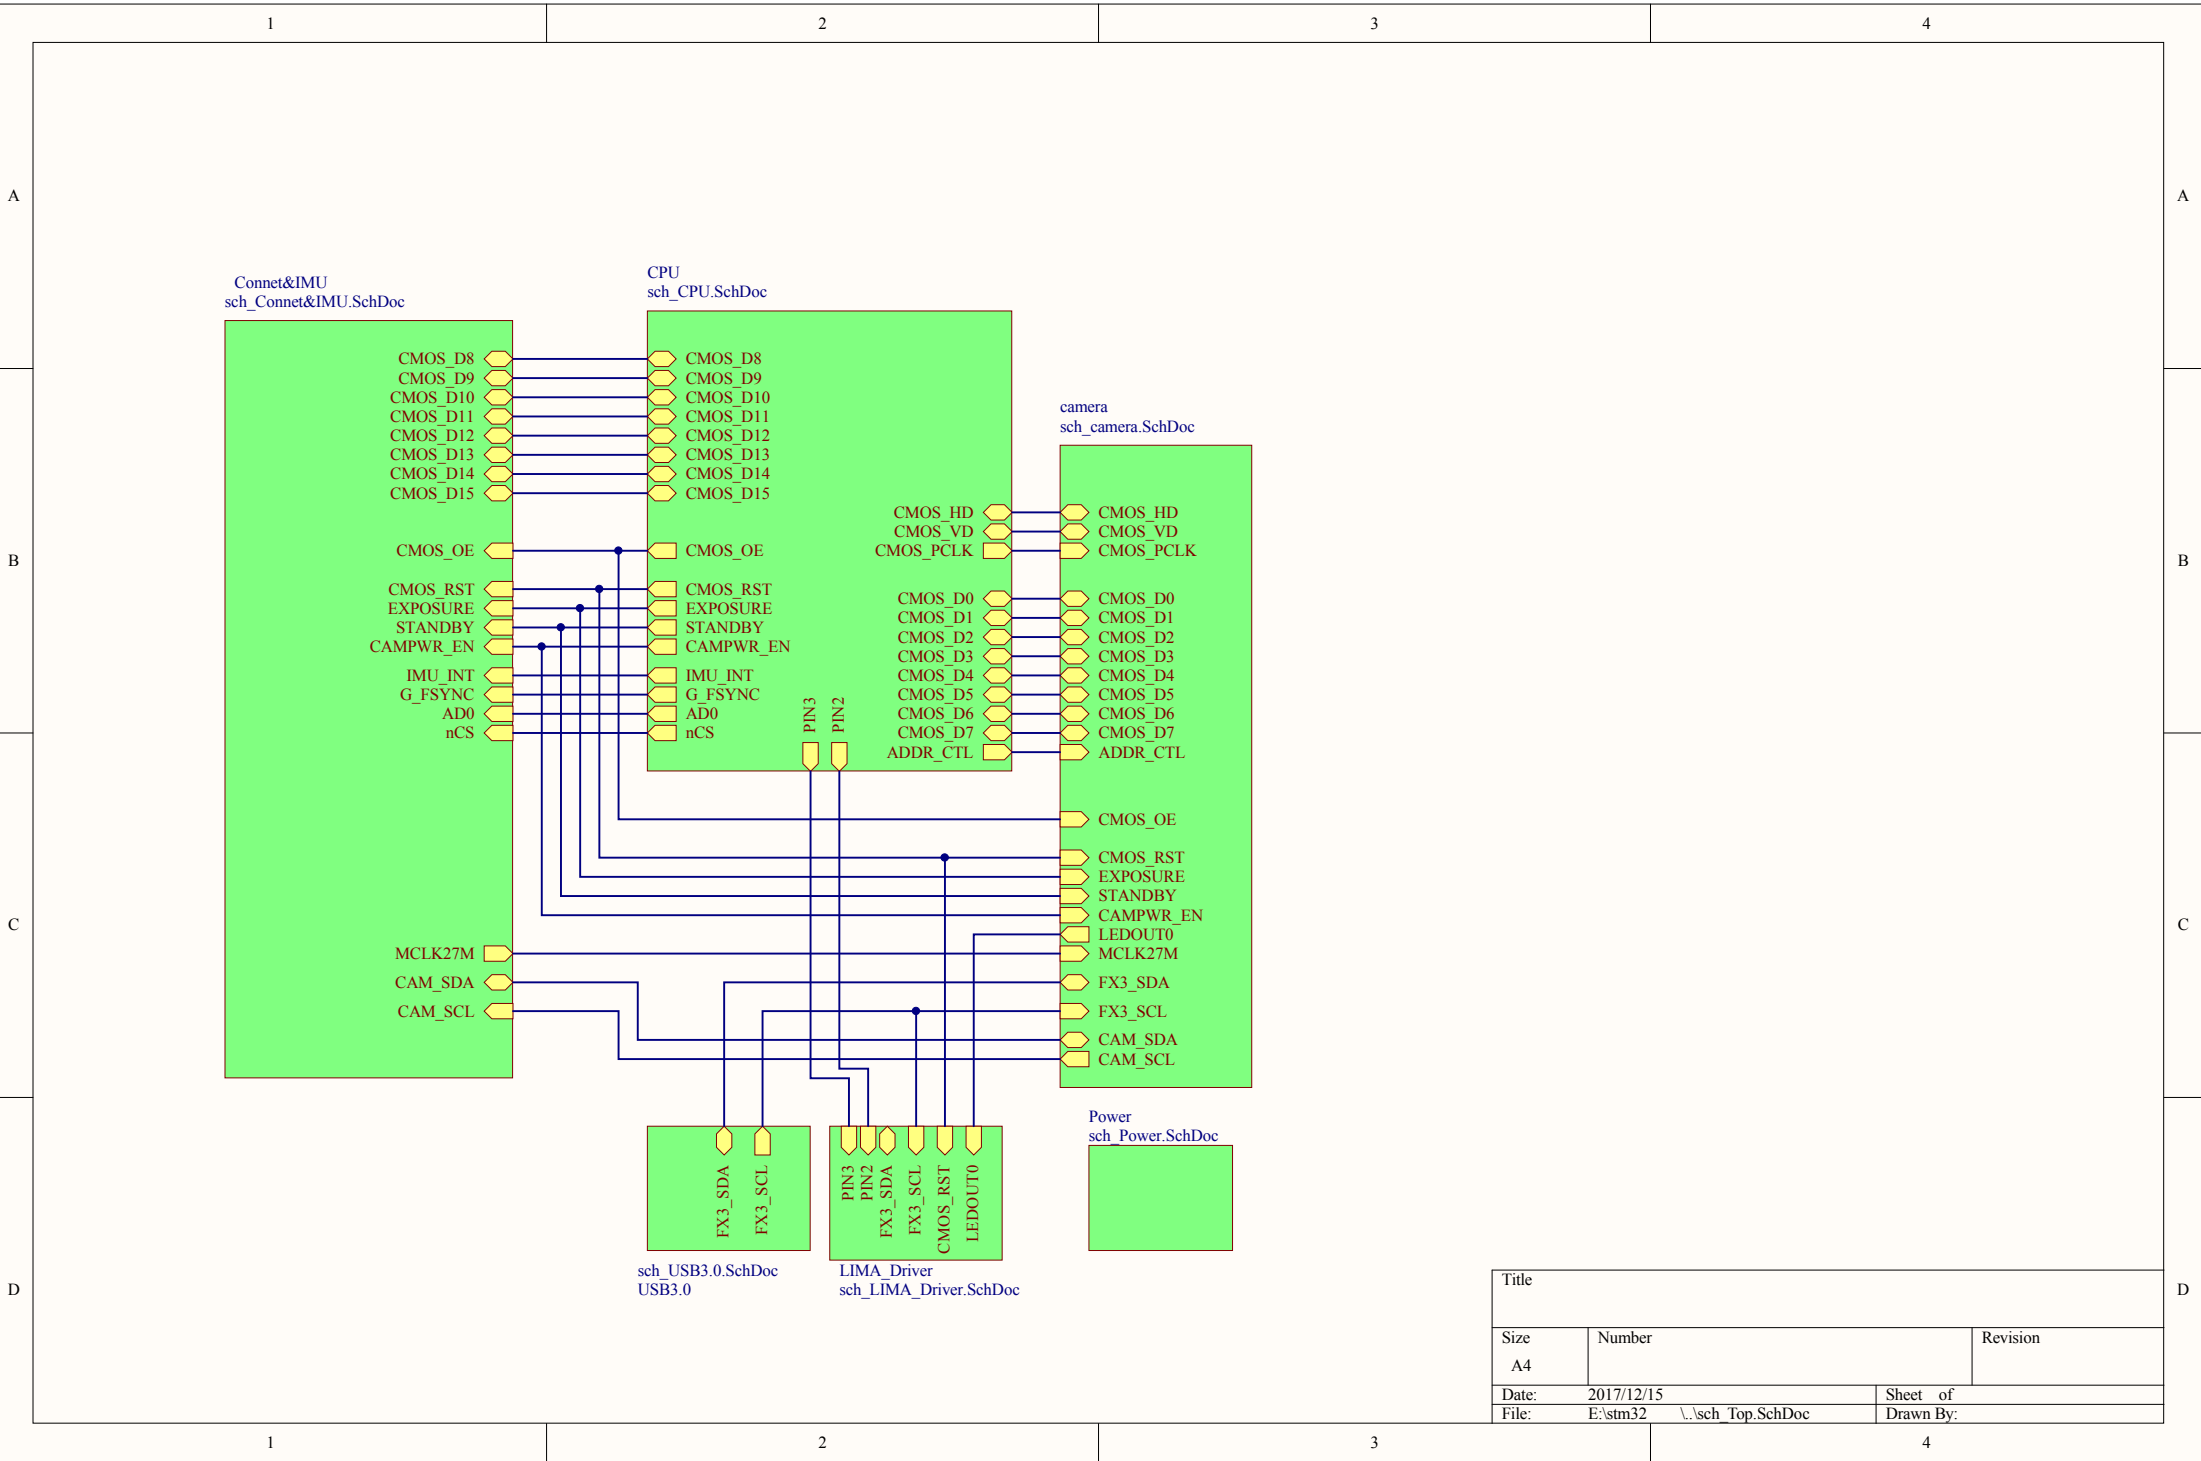 1 2 3 4
A A
B B
C C
D D
Connet&IMU
sch_Connet&IMU.SchDoc
CMOS_D8
CMOS_D9
CMOS_D10
CMOS_D11
CMOS_D12
CMOS_D13
CMOS_D14
CMOS_D15
CMOS_OE
CMOS_RST
EXPOSURE
STANDBY
CAMPWR_EN
IMU_INT
G_FSYNC
AD0
nCS
MCLK27M
CAM_SDA
CAM_SCL
CPU
sch_CPU.SchDoc
CMOS_D8
CMOS_D9
CMOS_D10
CMOS_D11
CMOS_D12
CMOS_D13
CMOS_D14
CMOS_D15
CMOS_OE
CMOS_RST
EXPOSURE
STANDBY
CAMPWR_EN
IMU_INT
G_FSYNC
AD0
nCS
PIN3
PIN2
CMOS_HD
CMOS_VD
CMOS_PCLK
CMOS_D0
CMOS_D1
CMOS_D2
CMOS_D3
CMOS_D4
CMOS_D5
CMOS_D6
CMOS_D7
ADDR_CTL
camera
sch_camera.SchDoc
CMOS_HD
CMOS_VD
CMOS_PCLK
CMOS_D0
CMOS_D1
CMOS_D2
CMOS_D3
CMOS_D4
CMOS_D5
CMOS_D6
CMOS_D7
ADDR_CTL
CMOS_OE
CMOS_RST
EXPOSURE
STANDBY
CAMPWR_EN
LEDOUT0
MCLK27M
FX3_SDA
FX3_SCL
CAM_SDA
CAM_SCL
FX3_SDA
FX3_SCL
sch_USB3.0.SchDoc
USB3.0
PIN3
PIN2
FX3_SDA
FX3_SCL
CMOS_RST
LEDOUT0
LIMA_Driver
sch_LIMA_Driver.SchDoc
Power
sch_Power.SchDoc
Title
Size Number Revision
A4
Date: 2017/12/15 Sheet of
File: E:\stm32 \..\sch_Top.SchDoc Drawn By:
1 2 3 4